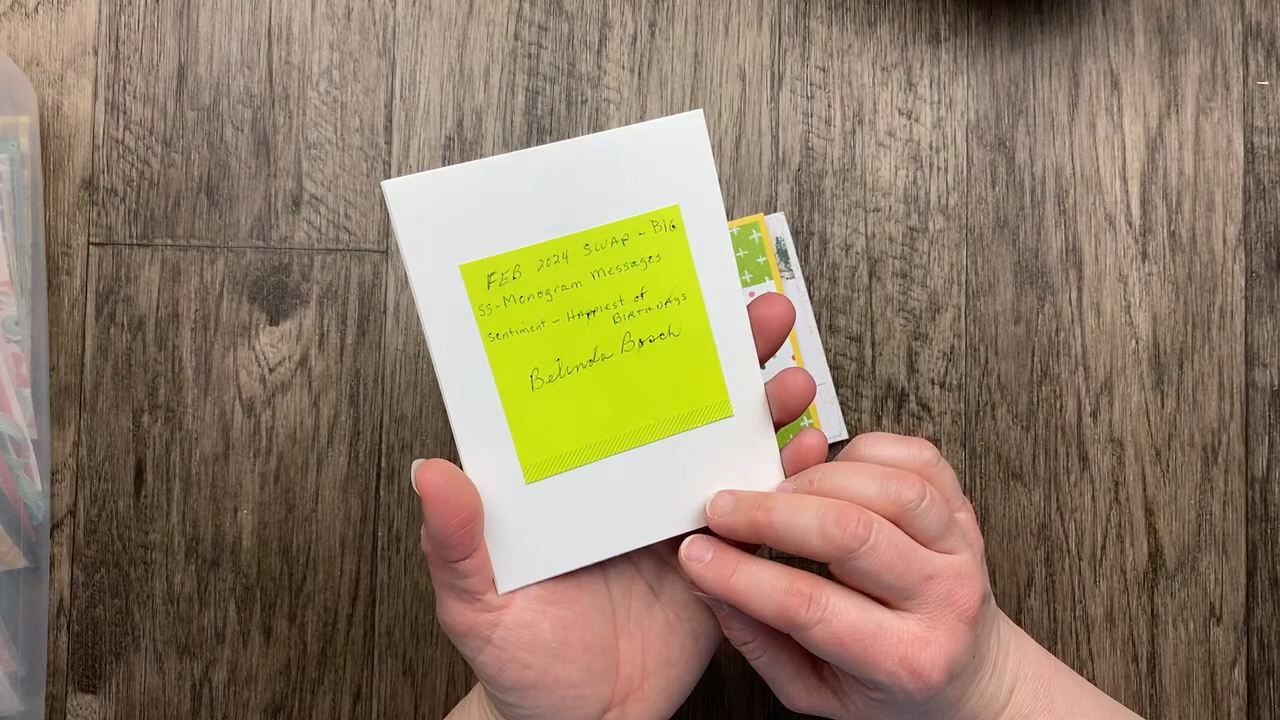 FEB 2024 SWAP - BIG
SS-Monogram Messages
Sentiment - Happiest of
BIRTHDAYS
Belinda Bosch